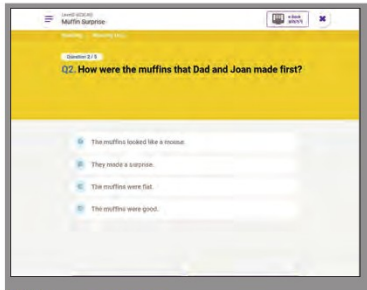 Muffin Surprise
e-Book
Question 2 / 5
Q2. How were the muffins that Dad and Joan made first?
The muffins looked like a mouse.
They made a surprise.
C The muffins were flat.
D The muffins were good.